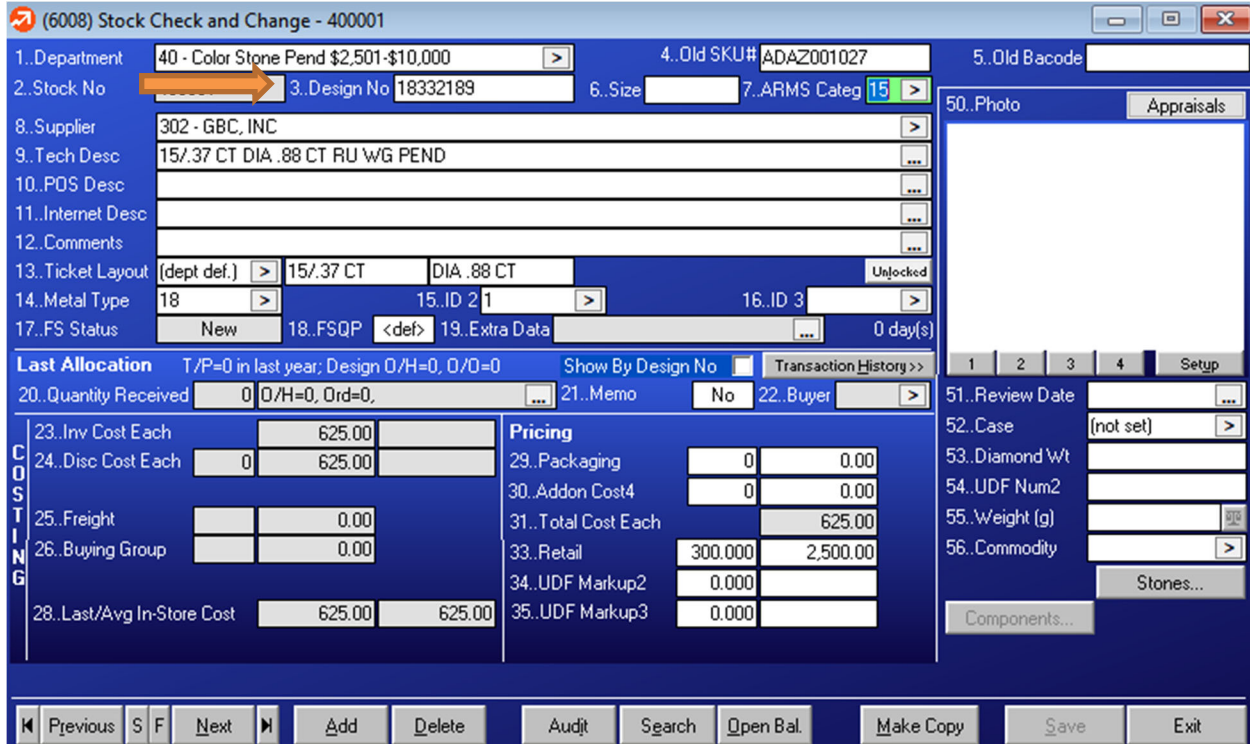 (6008) Stock Check and Change - 400001
1..Department 40 - Color Stone Pend $2,501-$10,000 > 4..Old SKU# ADAZ001027 5..Old Bacode
2..Stock No 3..Design No 18332189 6..Size 7..ARMS Categ 15 >
50..Photo Appraisals
8..Supplier 302 - GBC, INC >
9..Tech Desc 15/.37 CT DIA .88 CT RU WG PEND ...
10..POS Desc ...
11..Internet Desc ...
12..Comments ...
13..Ticket Layout (dept def.) > 15/.37 CT DIA .88 CT Unlocked
14..Metal Type 18 > 15..ID 2 1 > 16..ID 3 >
17..FS Status New 18..FSQP <def> 19..Extra Data ... 0 day(s)
1 2 3 4 Setup
Last Allocation T/P=0 in last year; Design O/H=0, O/O=0 Show By Design No Transaction History>>
20..Quantity Received 0 O/H=0, Ord=0, ... 21..Memo No 22..Buyer > 51..Review Date ...
COSTING
23..Inv Cost Each 625.00 Pricing 52..Case (not set) >
24..Disc Cost Each 0 625.00 29..Packaging 0 0.00 53..Diamond Wt
30..Addon Cost4 0 0.00 54..UDF Num2
25..Freight 0.00 31..Total Cost Each 625.00 55..Weight (g)
26..Buying Group 0.00 33..Retail 300.000 2,500.00 56..Commodity >
34..UDF Markup2 0.000 Stones...
28..Last/Avg In-Store Cost 625.00 625.00 35..UDF Markup3 0.000 Components...
Previous S F Next Add Delete Audit Search Open Bal. Make Copy Save Exit